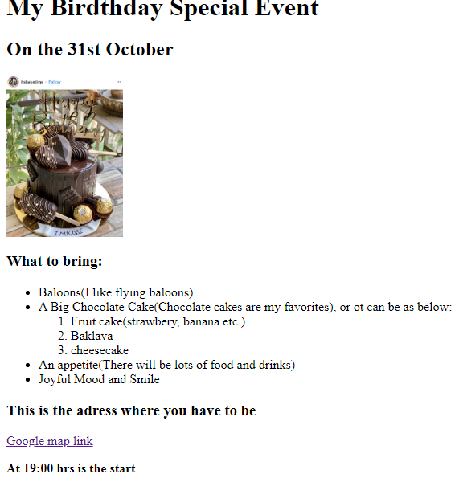 My Birdthday Special Event
On the 31st October
What to bring:
Baloons(I like flying baloons)
A Big Chocolate Cake(Chocolate cakes are my favorites), or ot can be as below:
1. Fruit cake(strawbery, banana etc.)
2. Baklava
3. cheesecake
An appetite(There will be lots of food and drinks)
Joyful Mood and Smile
This is the adress where you have to be
Google map link
At 19:00 hrs is the start